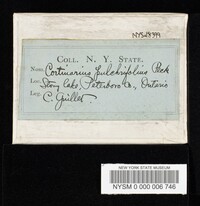 COLL. N. Y. STATE.
Name Cortinarius pulchrifolius Peck
Loc. Stony Lake, Peterboro Co., Ontario
Leg. C. Guillet.
NEW YORK STATE MUSEUM
NYSM 0 000 006 746